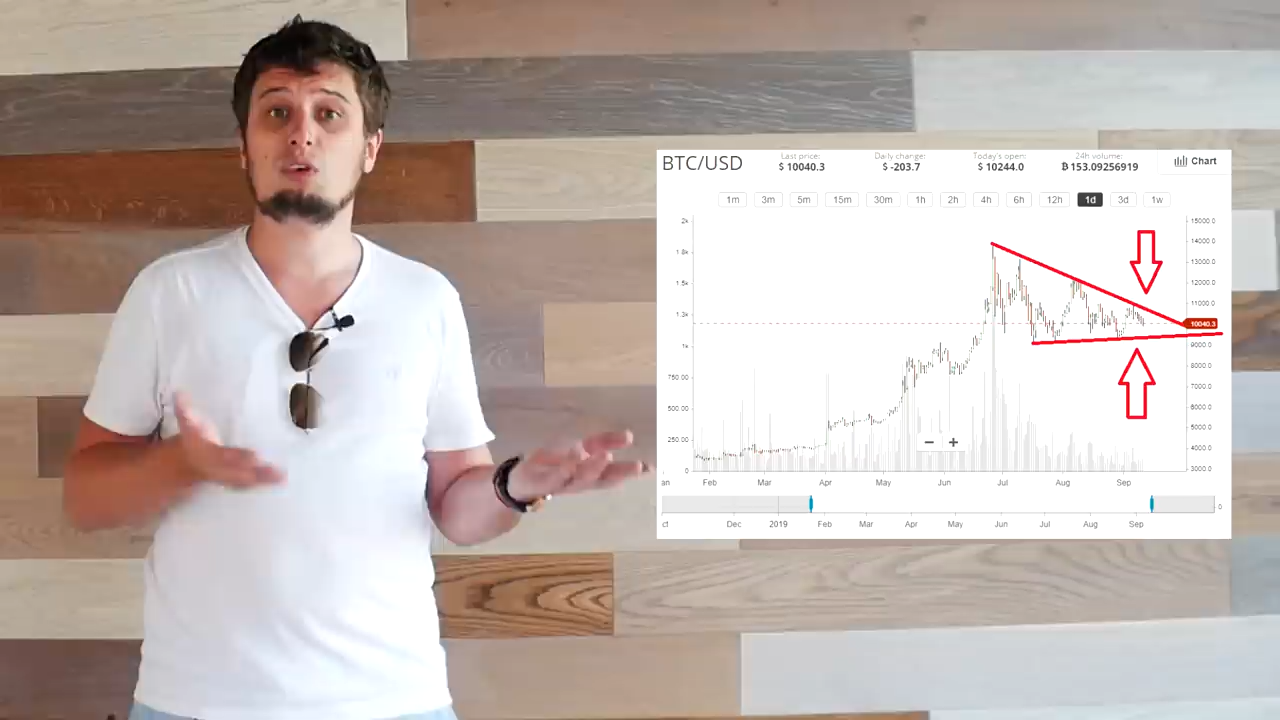 BTC/USD
Last price:
$ 10040.3
Daily change:
$ -203.7
Today's open:
$ 10244.0
24h volume:
฿ 153.09256919
Chart
1m 3m 5m 15m 30m 1h 2h 4h 6h 12h 1d 3d 1w
2k
1.8k
1.5k
1.3k
1k
750.00
500.00
250.00
0
15000.0
14000.0
13000.0
12000.0
11000.0
10040.3
9000.0
8000.0
7000.0
6000.0
5000.0
4000.0
3000.0
− +
an Feb Mar Apr May Jun Jul Aug Sep
0
ct Dec 2019 Feb Mar Apr May Jun Jul Aug Sep